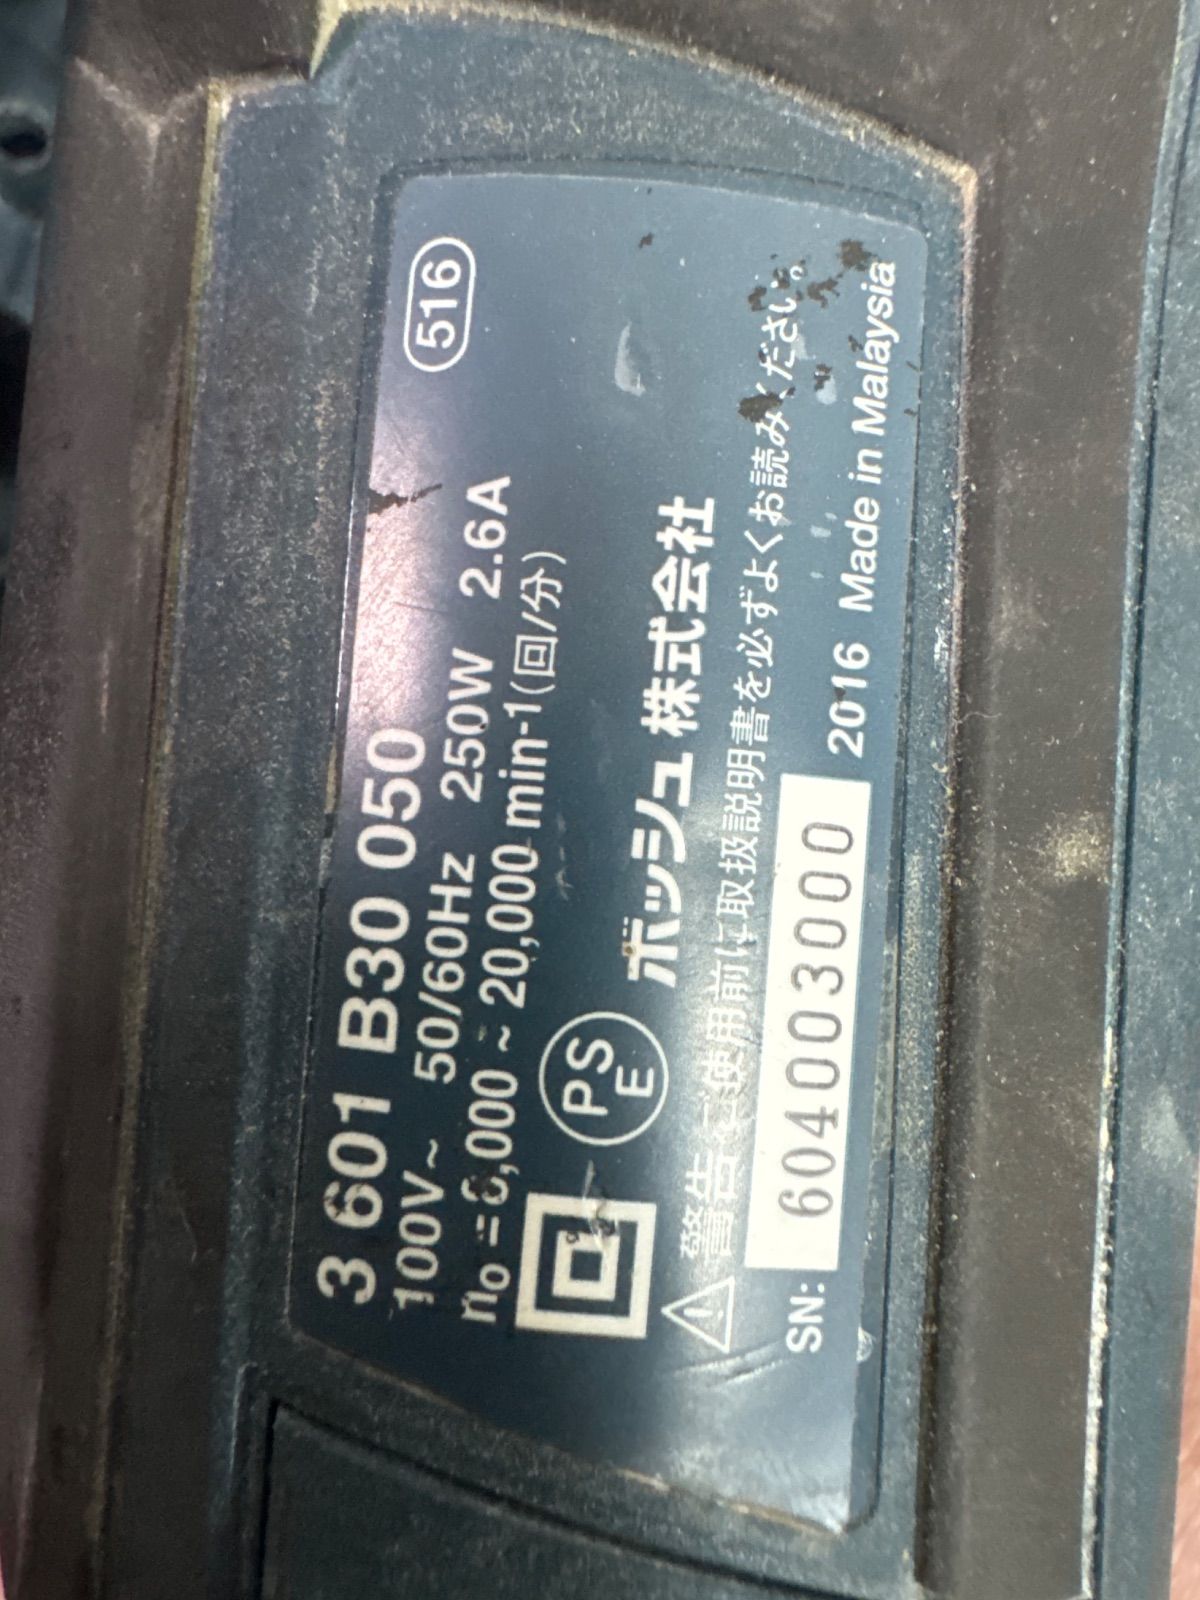 3 601 B30 050
516
100V~ 50/60Hz 250W 2.6A
n₀ = 8,000 ~ 20,000 min-1(回/分)
PS
E
ボッシュ 株式会社
警告 ご使用前に取扱説明書を必ずよくお読みください。
SN: 604003000 2016 Made in Malaysia